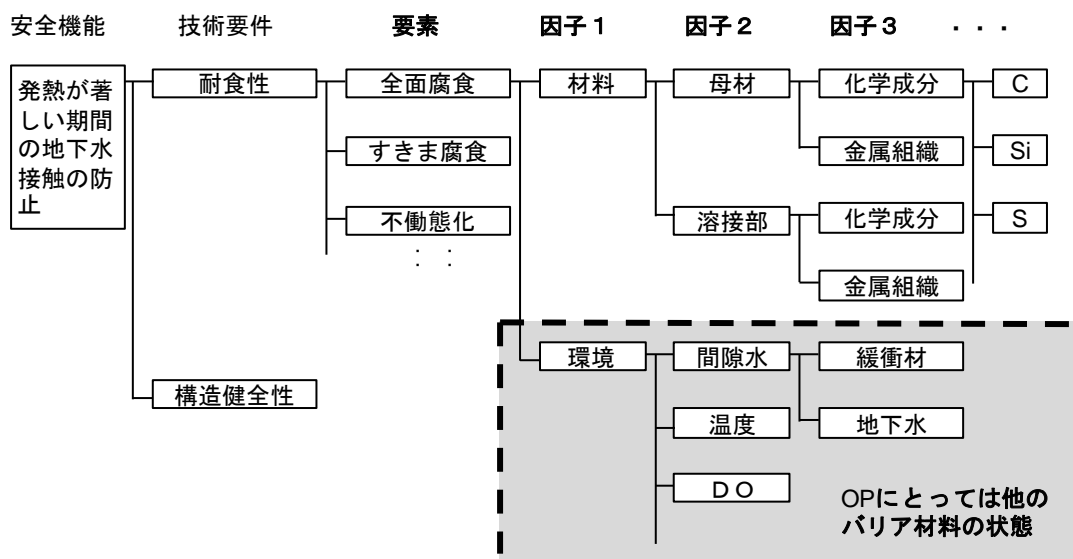 安全機能 技術要件 要素 因子1 因子2 因子3 ・・・
発熱が著
しい期間
の地下水
接触の防
止
耐食性 全面腐食 材料 母材 化学成分 C
すきま腐食 金属組織 Si
不働態化 溶接部 化学成分 S
: :
金属組織
環境 間隙水 緩衝材
構造健全性
温度 地下水
DO
OPにとっては他の
バリア材料の状態